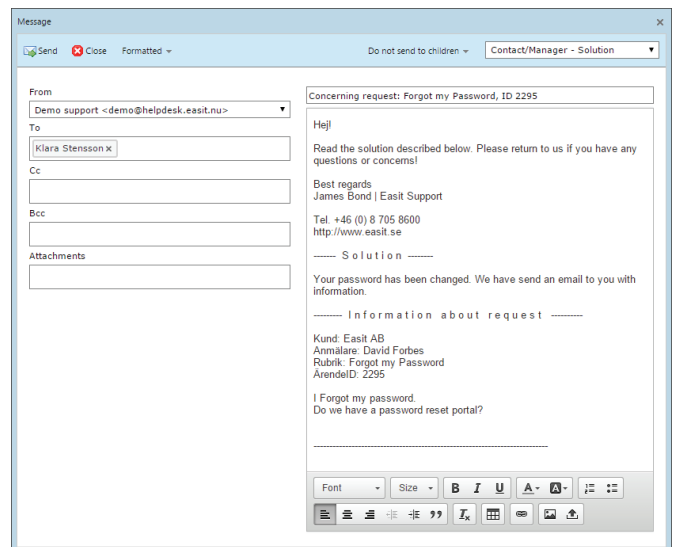 Message
Send Close Formatted
Do not send to children Contact/Manager - Solution
From
Demo support <demo@helpdesk.easit.nu>
To
Klara Stensson x
Cc
Bcc
Attachments
Concerning request: Forgot my Password, ID 2295
Hej!
Read the solution described below. Please return to us if you have any
questions or concerns!
Best regards
James Bond | Easit Support
Tel. +46 (0) 8 705 8600
http://www.easit.se
------- S o l u t i o n --------
Your password has been changed. We have send an email to you with
information.
--------- I n f o r m a t i o n  a b o u t  r e q u e s t ----------
Kund: Easit AB
Anmälare: David Forbes
Rubrik: Forgot my Password
ÄrendeID: 2295
I Forgot my password.
Do we have a password reset portal?
--------------------------------------------------------------------------
Font Size B I U A A
Ix